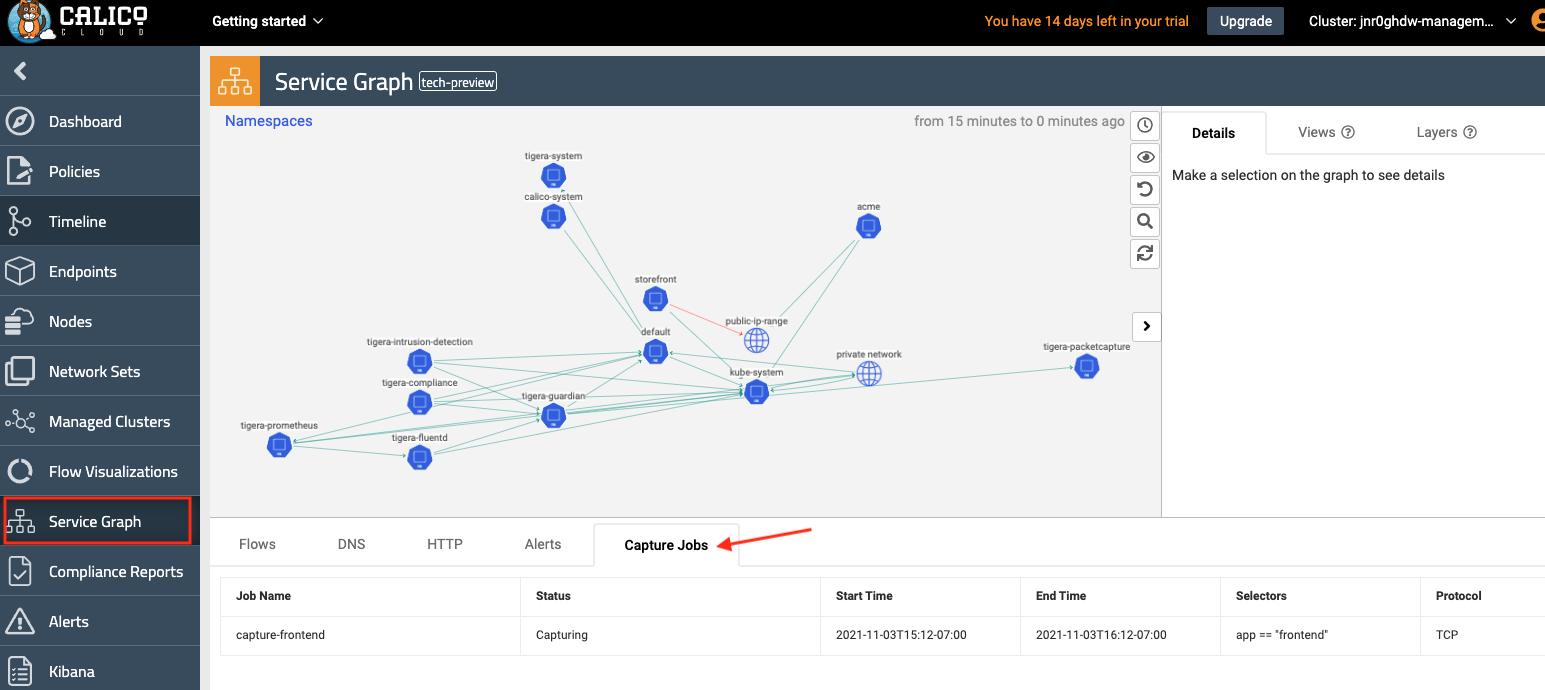 CALICO
CLOUD
Getting started
You have 14 days left in your trial
Upgrade
Cluster: jnr0ghdw-managem...
Dashboard
Policies
Timeline
Endpoints
Nodes
Network Sets
Managed Clusters
Flow Visualizations
Service Graph
Compliance Reports
Alerts
Kibana
Service Graph tech-preview
Namespaces
from 15 minutes to 0 minutes ago
tigera-system
calico-system
acme
storefront
public-ip-range
default
tigera-intrusion-detection
private network
tigera-packetcapture
kube-system
tigera-compliance
tigera-guardian
tigera-prometheus
tigera-fluentd
Details Views Layers
Make a selection on the graph to see details
Flows DNS HTTP Alerts Capture Jobs
Job Name Status Start Time End Time Selectors Protocol
capture-frontend Capturing 2021-11-03T15:12-07:00 2021-11-03T16:12-07:00 app == "frontend" TCP